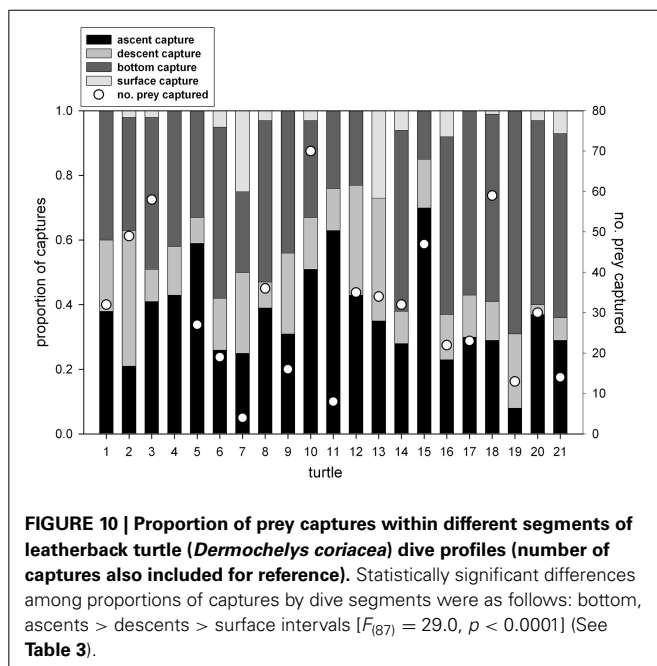 ascent capture
descent capture
bottom capture
surface capture
no. prey captured
1.0
0.8
0.6
0.4
0.2
0.0
proportion of captures
80
70
60
50
40
30
20
10
0
no. prey captured
1 2 3 4 5 6 7 8 9 10 11 12 13 14 15 16 17 18 19 20 21
turtle
FIGURE 10 | Proportion of prey captures within different segments of
leatherback turtle (Dermochelys coriacea) dive profiles (number of
captures also included for reference). Statistically significant differences
among proportions of captures by dive segments were as follows: bottom,
ascents > descents > surface intervals [F(87) = 29.0, p < 0.0001] (See
Table 3).